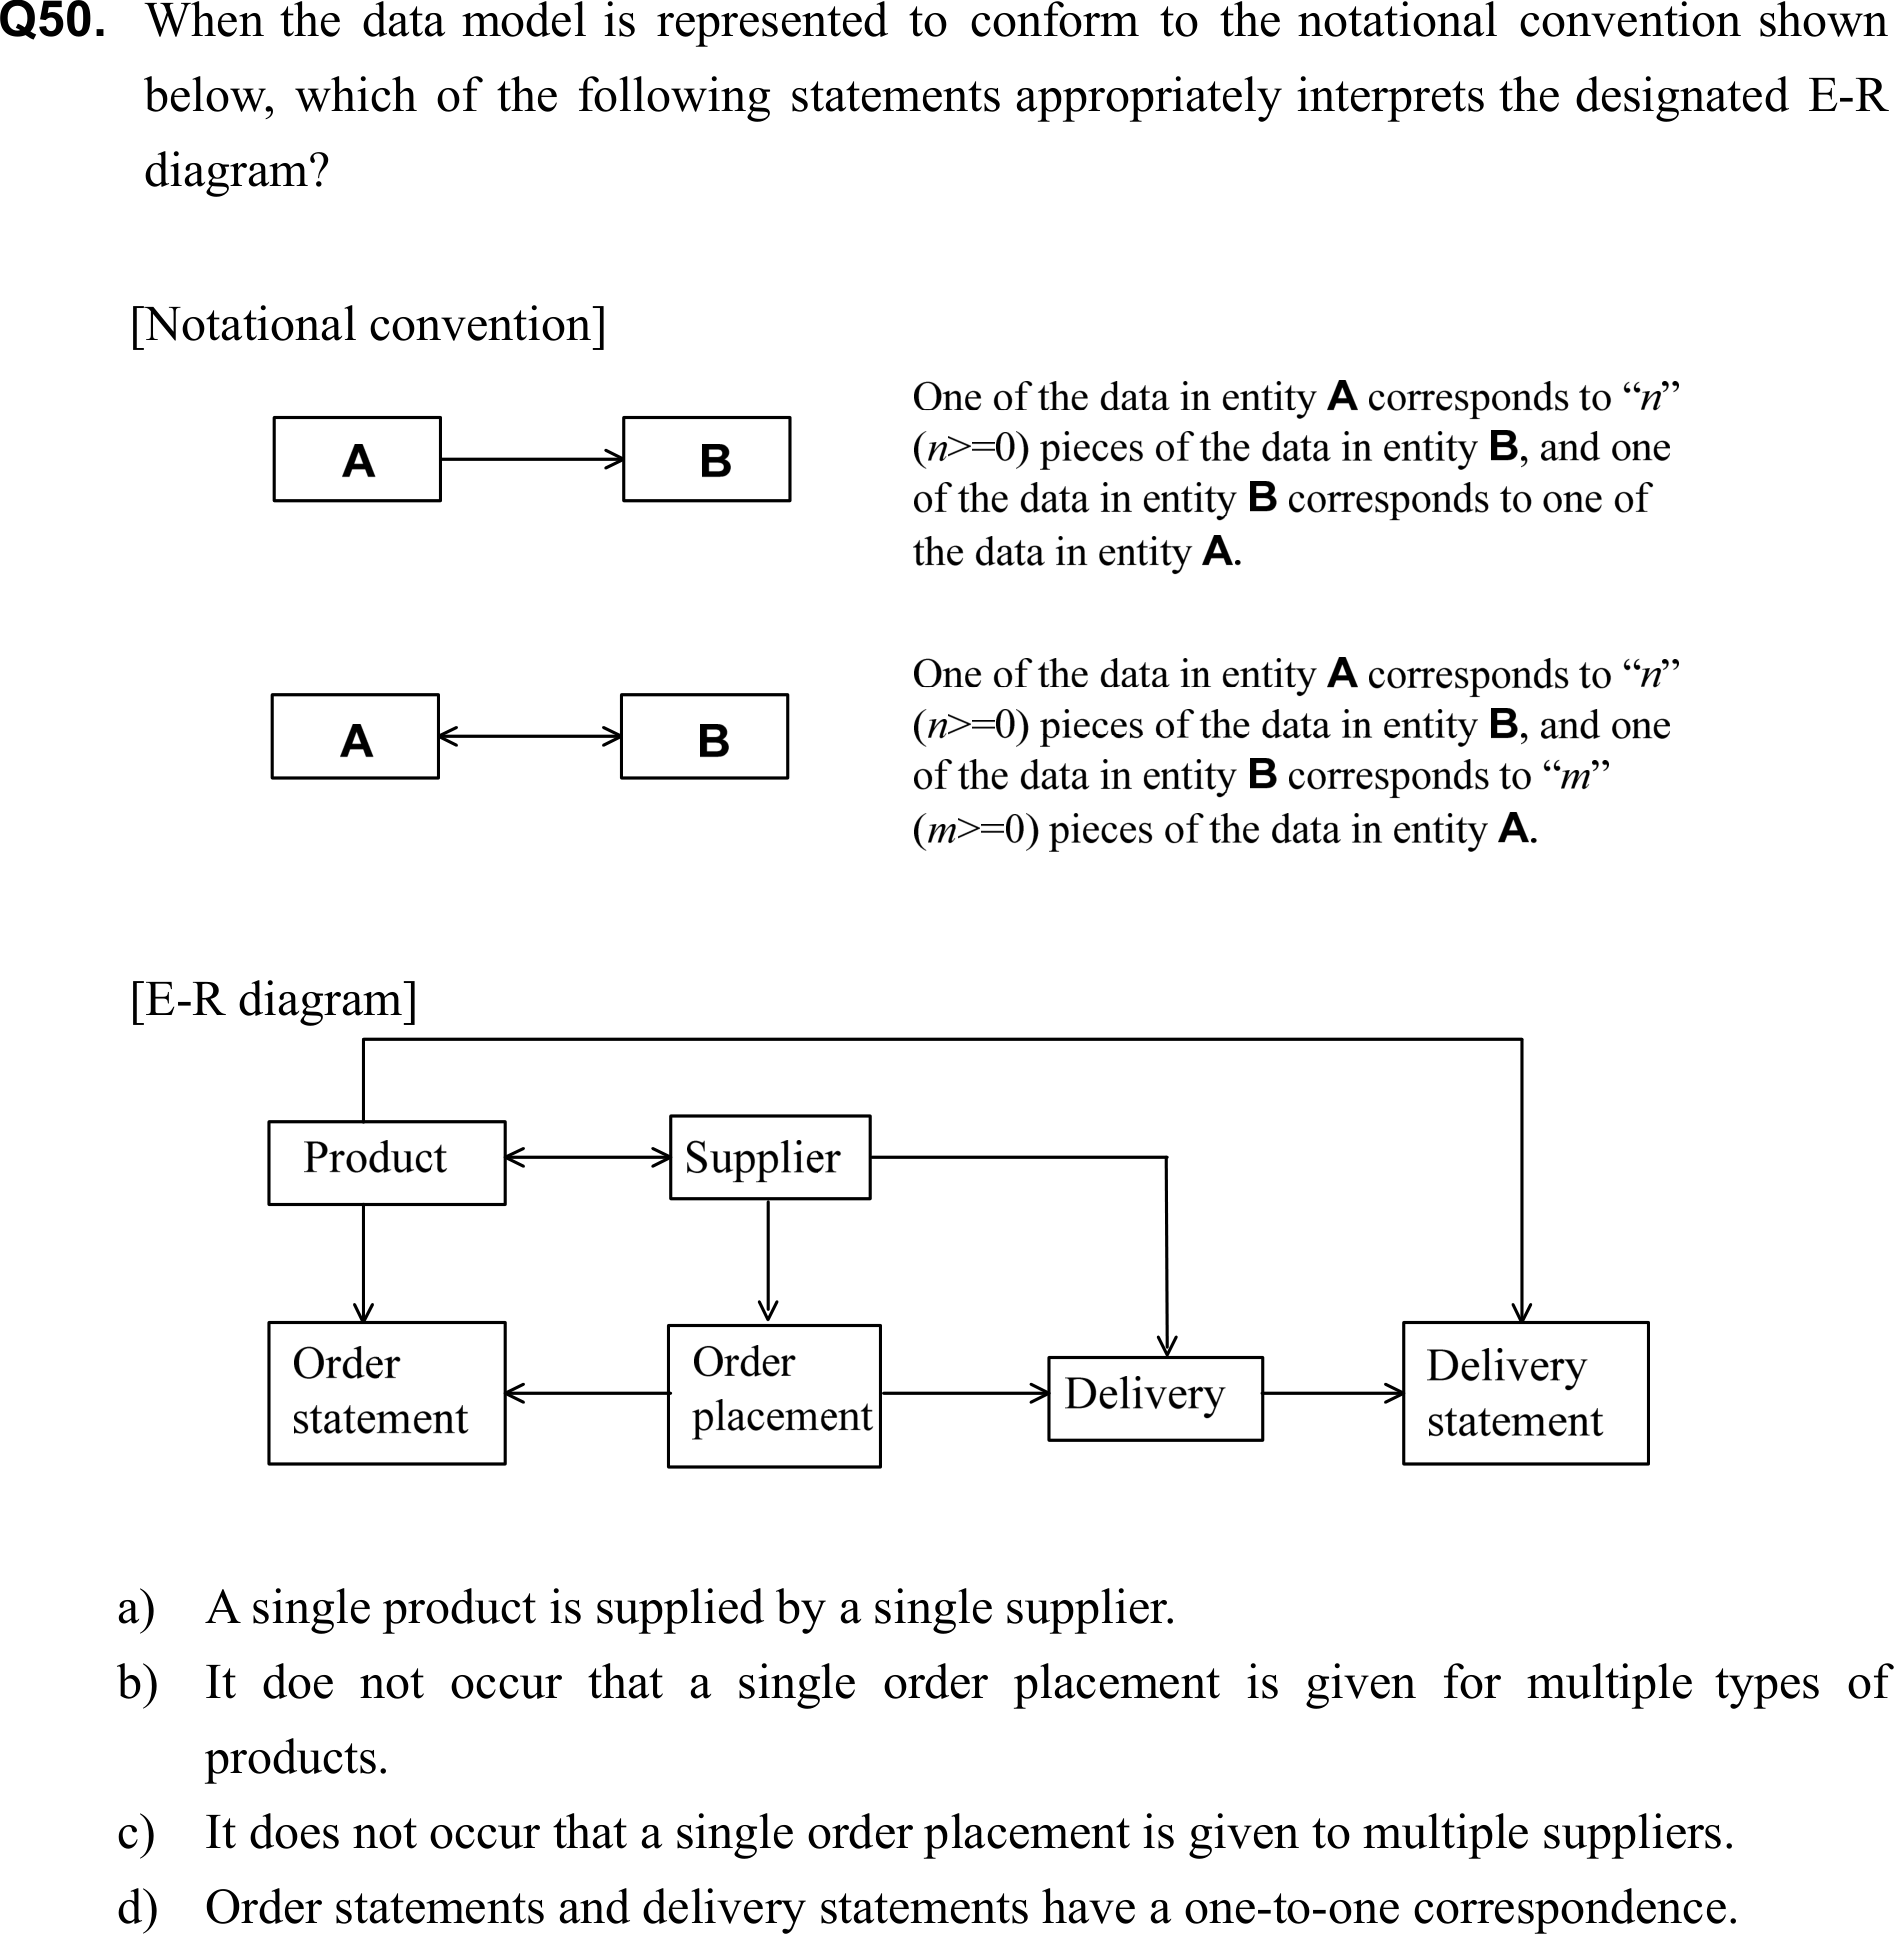 Q50. When the data model is represented to conform to the notational convention shown
below, which of the following statements appropriately interprets the designated E-R
diagram?
[Notational convention]
A
B
One of the data in entity A corresponds to “n”
(n>=0) pieces of the data in entity B, and one
of the data in entity B corresponds to one of
the data in entity A.
A
B
One of the data in entity A corresponds to “n”
(n>=0) pieces of the data in entity B, and one
of the data in entity B corresponds to “m”
(m>=0) pieces of the data in entity A.
[E-R diagram]
Product
Supplier
Order
statement
Order
placement
Delivery
Delivery
statement
a) A single product is supplied by a single supplier.
b) It doe not occur that a single order placement is given for multiple types of
products.
c) It does not occur that a single order placement is given to multiple suppliers.
d) Order statements and delivery statements have a one-to-one correspondence.